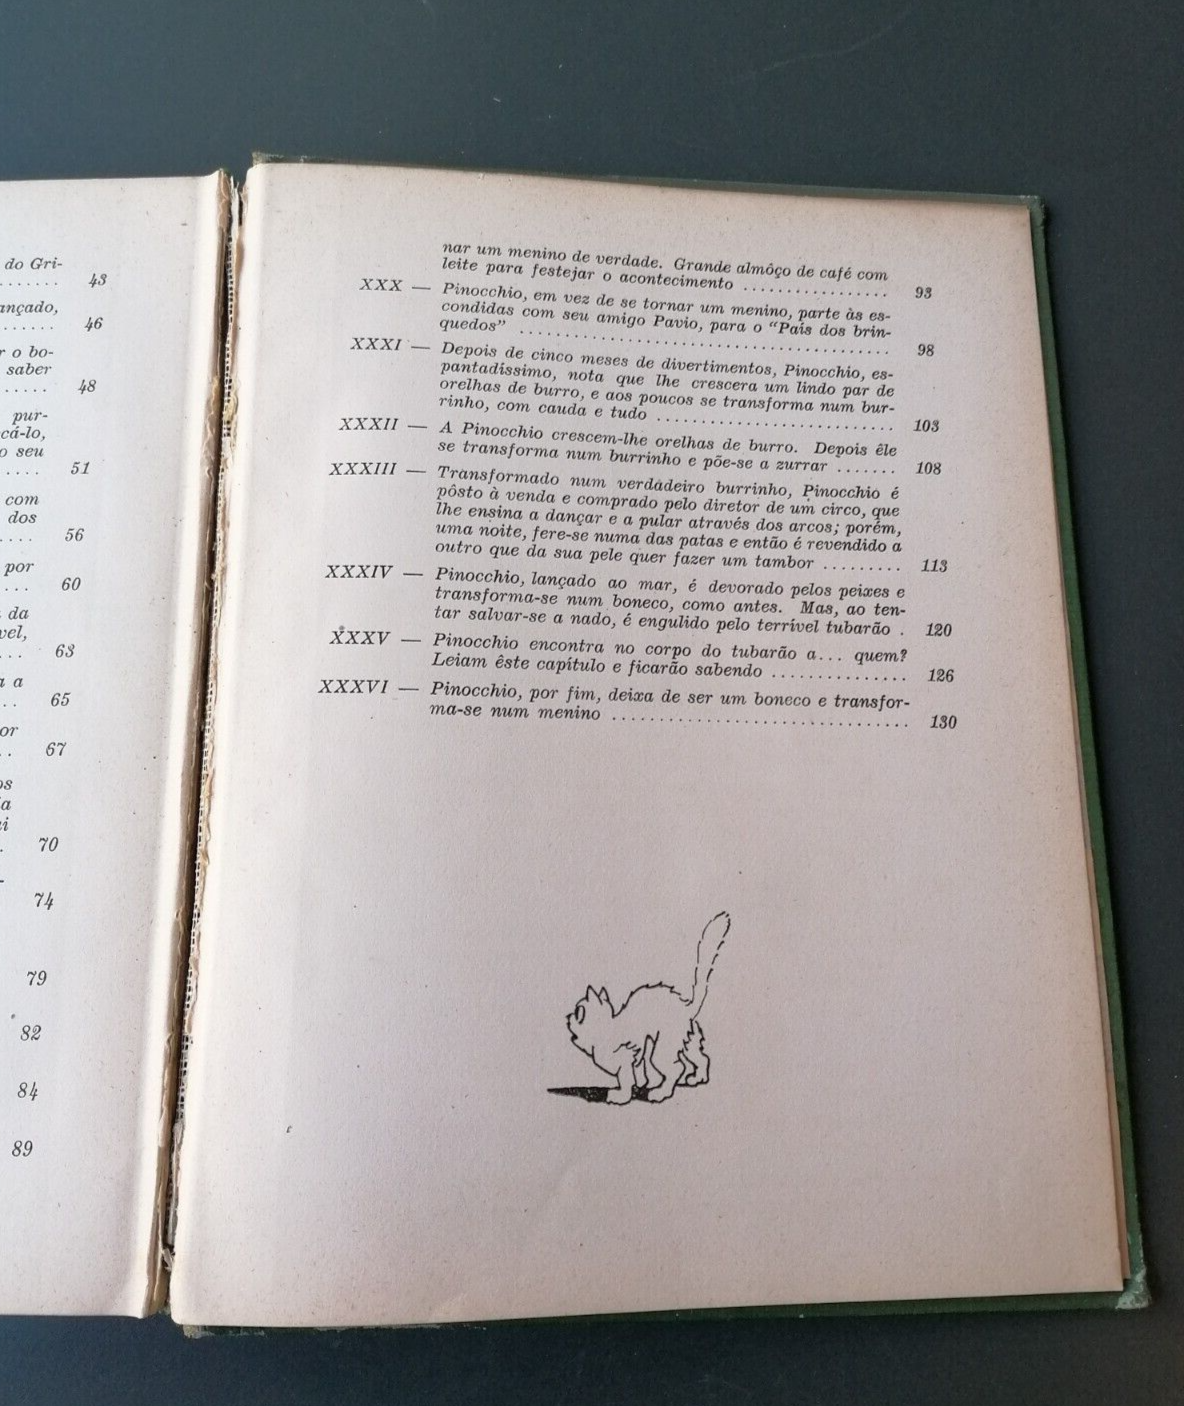 do Gri-
....... 43
ançado,
...... 46
r o bo-
saber
..... 48
pur-
cá-lo,
o seu
.... 51
com
dos
.... 56
por
... 60
da
vel,
... 63
a a
.. 65
or
.. 67
os
ia
ui
. 70
-
74
79
82
84
89
nar um menino de verdade. Grande almôço de café com
leite para festejar o acontecimento ................ 93
XXX — Pinocchio, em vez de se tornar um menino, parte às es-
condidas com seu amigo Pavio, para o "País dos brin-
quedos" ........................................ 98
XXXI — Depois de cinco meses de divertimentos, Pinocchio, es-
pantadíssimo, nota que lhe crescera um lindo par de
orelhas de burro, e aos poucos se transforma num bur-
rinho, com cauda e tudo .......................... 103
XXXII — A Pinocchio crescem-lhe orelhas de burro. Depois êle
se transforma num burrinho e põe-se a zurrar ....... 108
XXXIII — Transformado num verdadeiro burrinho, Pinocchio é
pôsto à venda e comprado pelo diretor de um circo, que
lhe ensina a dançar e a pular através dos arcos; porém,
uma noite, fere-se numa das patas e então é revendido a
outro que da sua pele quer fazer um tambor ......... 113
XXXIV — Pinocchio, lançado ao mar, é devorado pelos peixes e
transforma-se num boneco, como antes. Mas, ao ten-
tar salvar-se a nado, é engulido pelo terrível tubarão . 120
XXXV — Pinocchio encontra no corpo do tubarão a... quem?
Leiam êste capítulo e ficarão sabendo ............... 126
XXXVI — Pinocchio, por fim, deixa de ser um boneco e transfor-
ma-se num menino ................................ 130